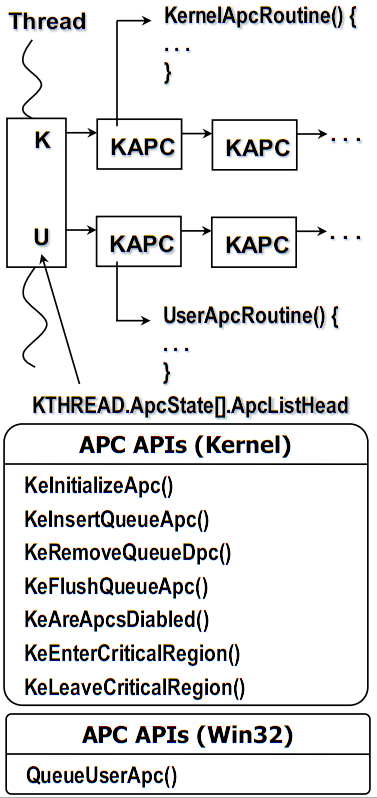 Thread
KernelApcRoutine() {
. . .
}
K
KAPC
KAPC
. . .
U
KAPC
KAPC
. . .
UserApcRoutine() {
. . .
}
KTHREAD.ApcState[].ApcListHead
APC APIs (Kernel)
KeInitializeApc()
KeInsertQueueApc()
KeRemoveQueueDpc()
KeFlushQueueApc()
KeAreApcsDiabled()
KeEnterCriticalRegion()
KeLeaveCriticalRegion()
APC APIs (Win32)
QueueUserApc()